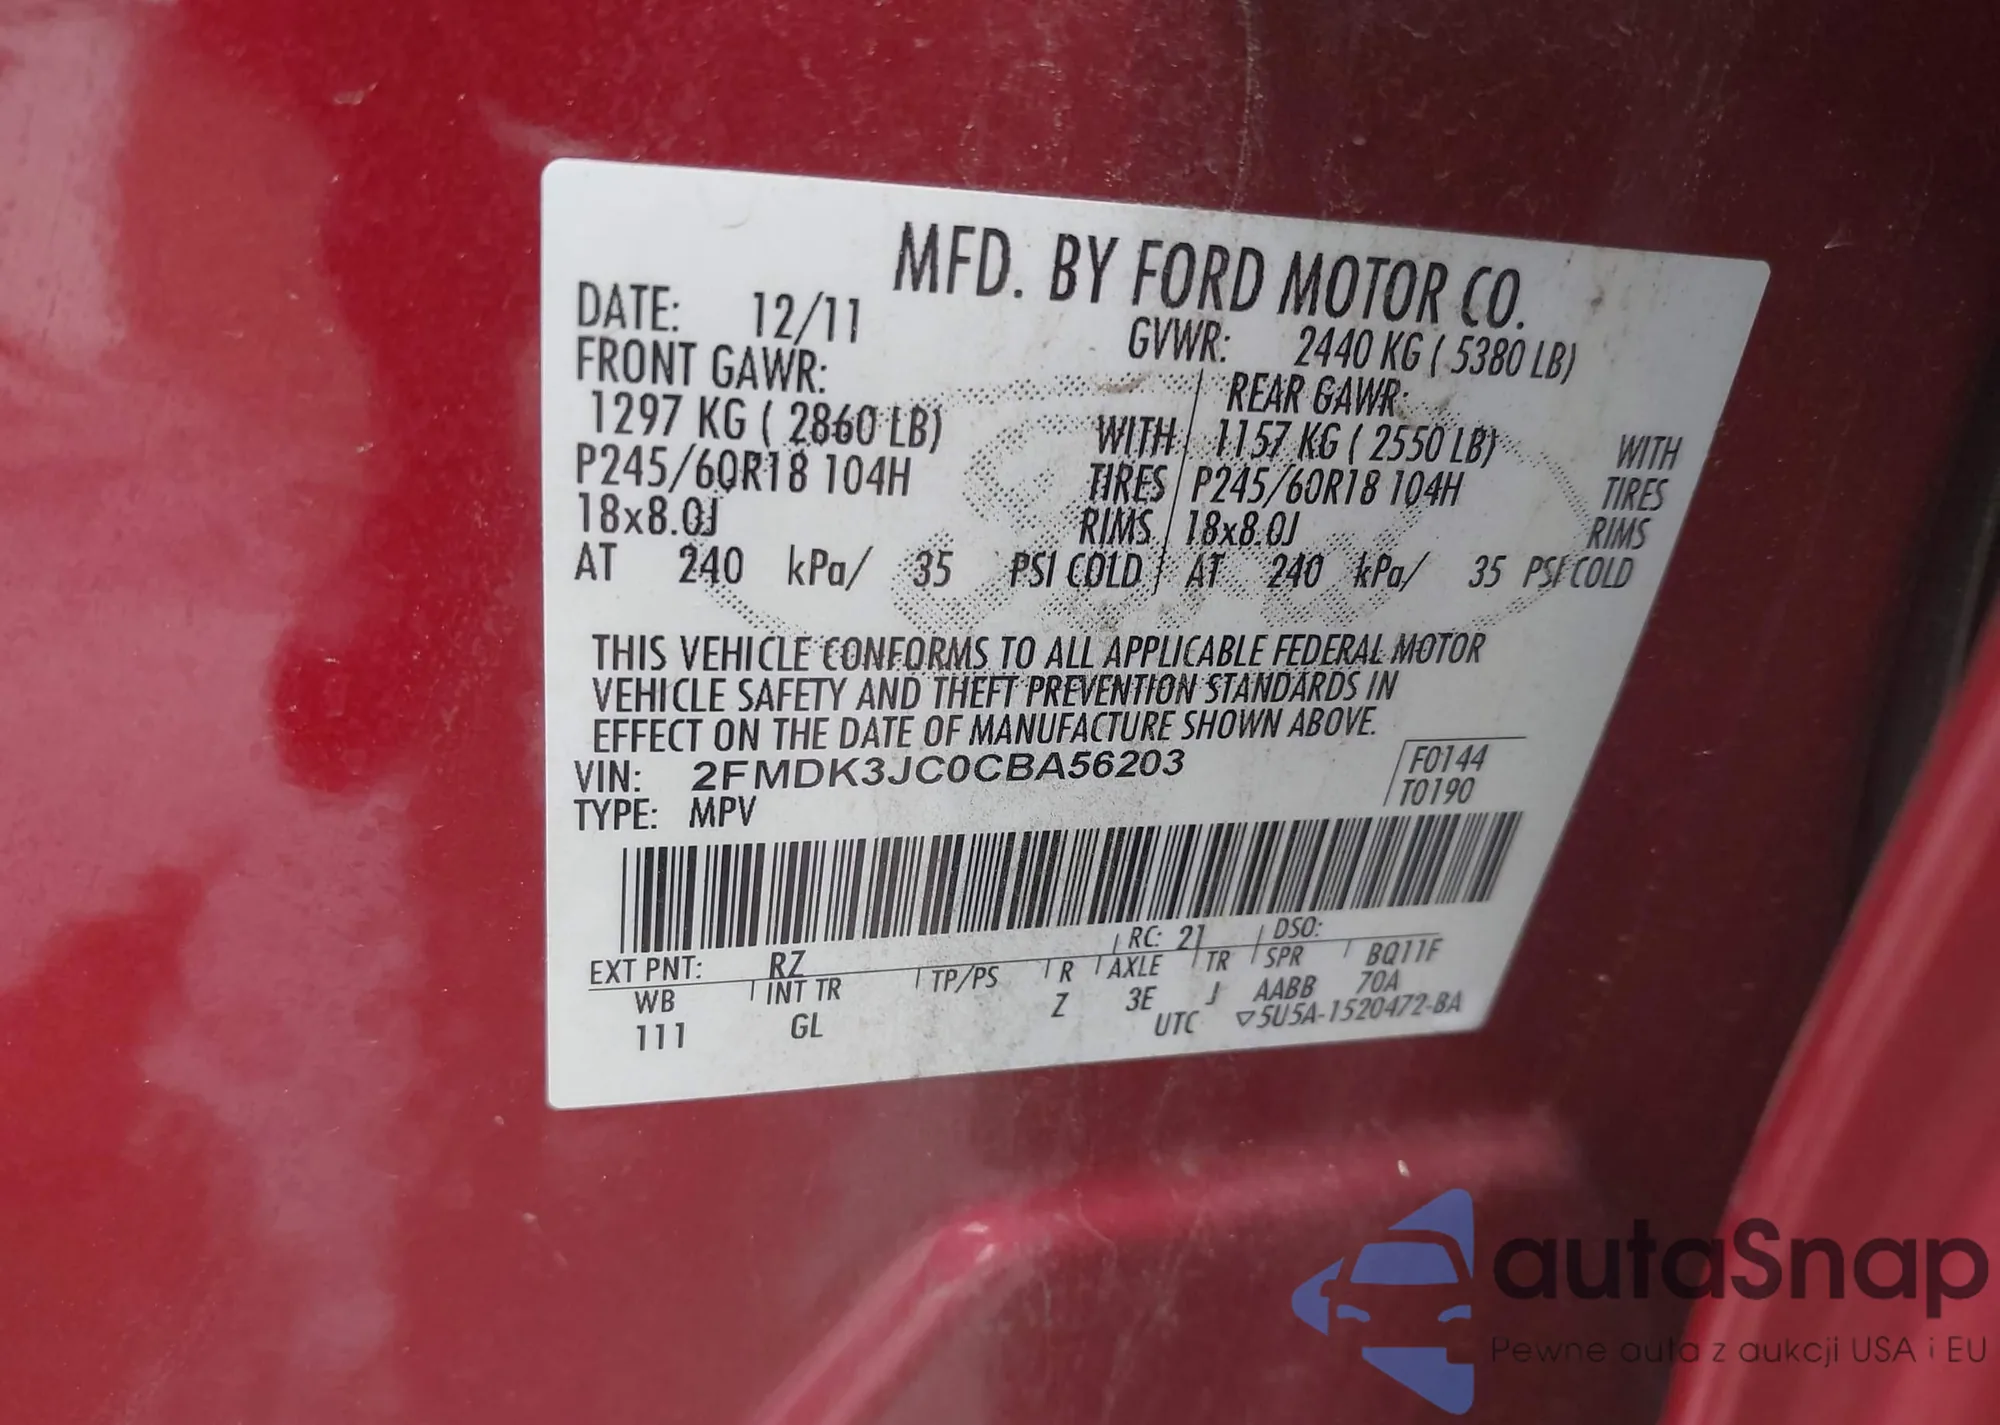 MFD. BY FORD MOTOR CO.
DATE: 12/11 GVWR: 2440 KG ( 5380 LB)
FRONT GAWR: REAR GAWR:
1297 KG ( 2860 LB) WITH 1157 KG ( 2550 LB) WITH
P245/60R18 104H TIRES P245/60R18 104H TIRES
18x8.0J RIMS 18x8.0J RIMS
AT 240 kPa/ 35 PSI COLD AT 240 kPa/ 35 PSI COLD
THIS VEHICLE CONFORMS TO ALL APPLICABLE FEDERAL MOTOR
VEHICLE SAFETY AND THEFT PREVENTION STANDARDS IN
EFFECT ON THE DATE OF MANUFACTURE SHOWN ABOVE.
VIN: 2FMDK3JC0CBA56203 F0144
TYPE: MPV T0190
EXT PNT: RZ RC: 21 DSO:
WB INT TR TP/PS R AXLE TR SPR BQ11F
111 GL Z 3E J AABB 70A
UTC ▽5U5A-1520472-BA
autaSnap
Pewne auta z aukcji USA i EU